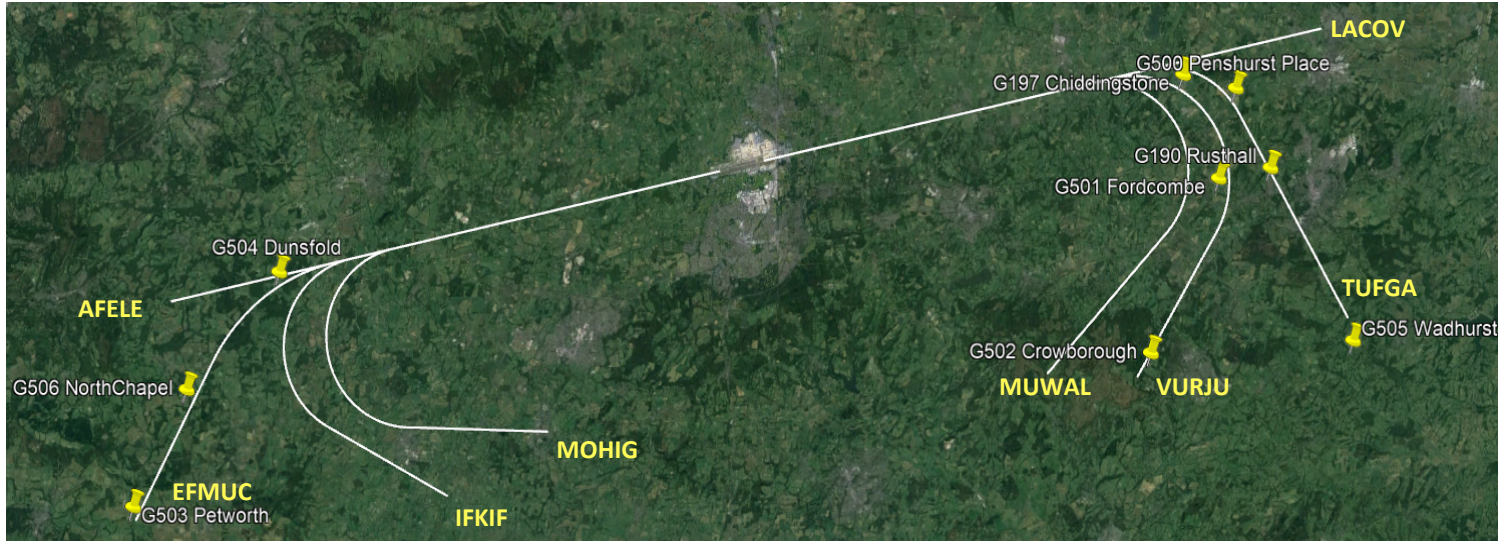 LACOV
G500 Penshurst Place
G197 Chiddingstone
G190 Rusthall
G501 Fordcombe
G504 Dunsfold
AFELE
TUFGA
G505 Wadhurst
G502 Crowborough
G506 NorthChapel
MUWAL
VURJU
MOHIG
EFMUC
G503 Petworth
IFKIF